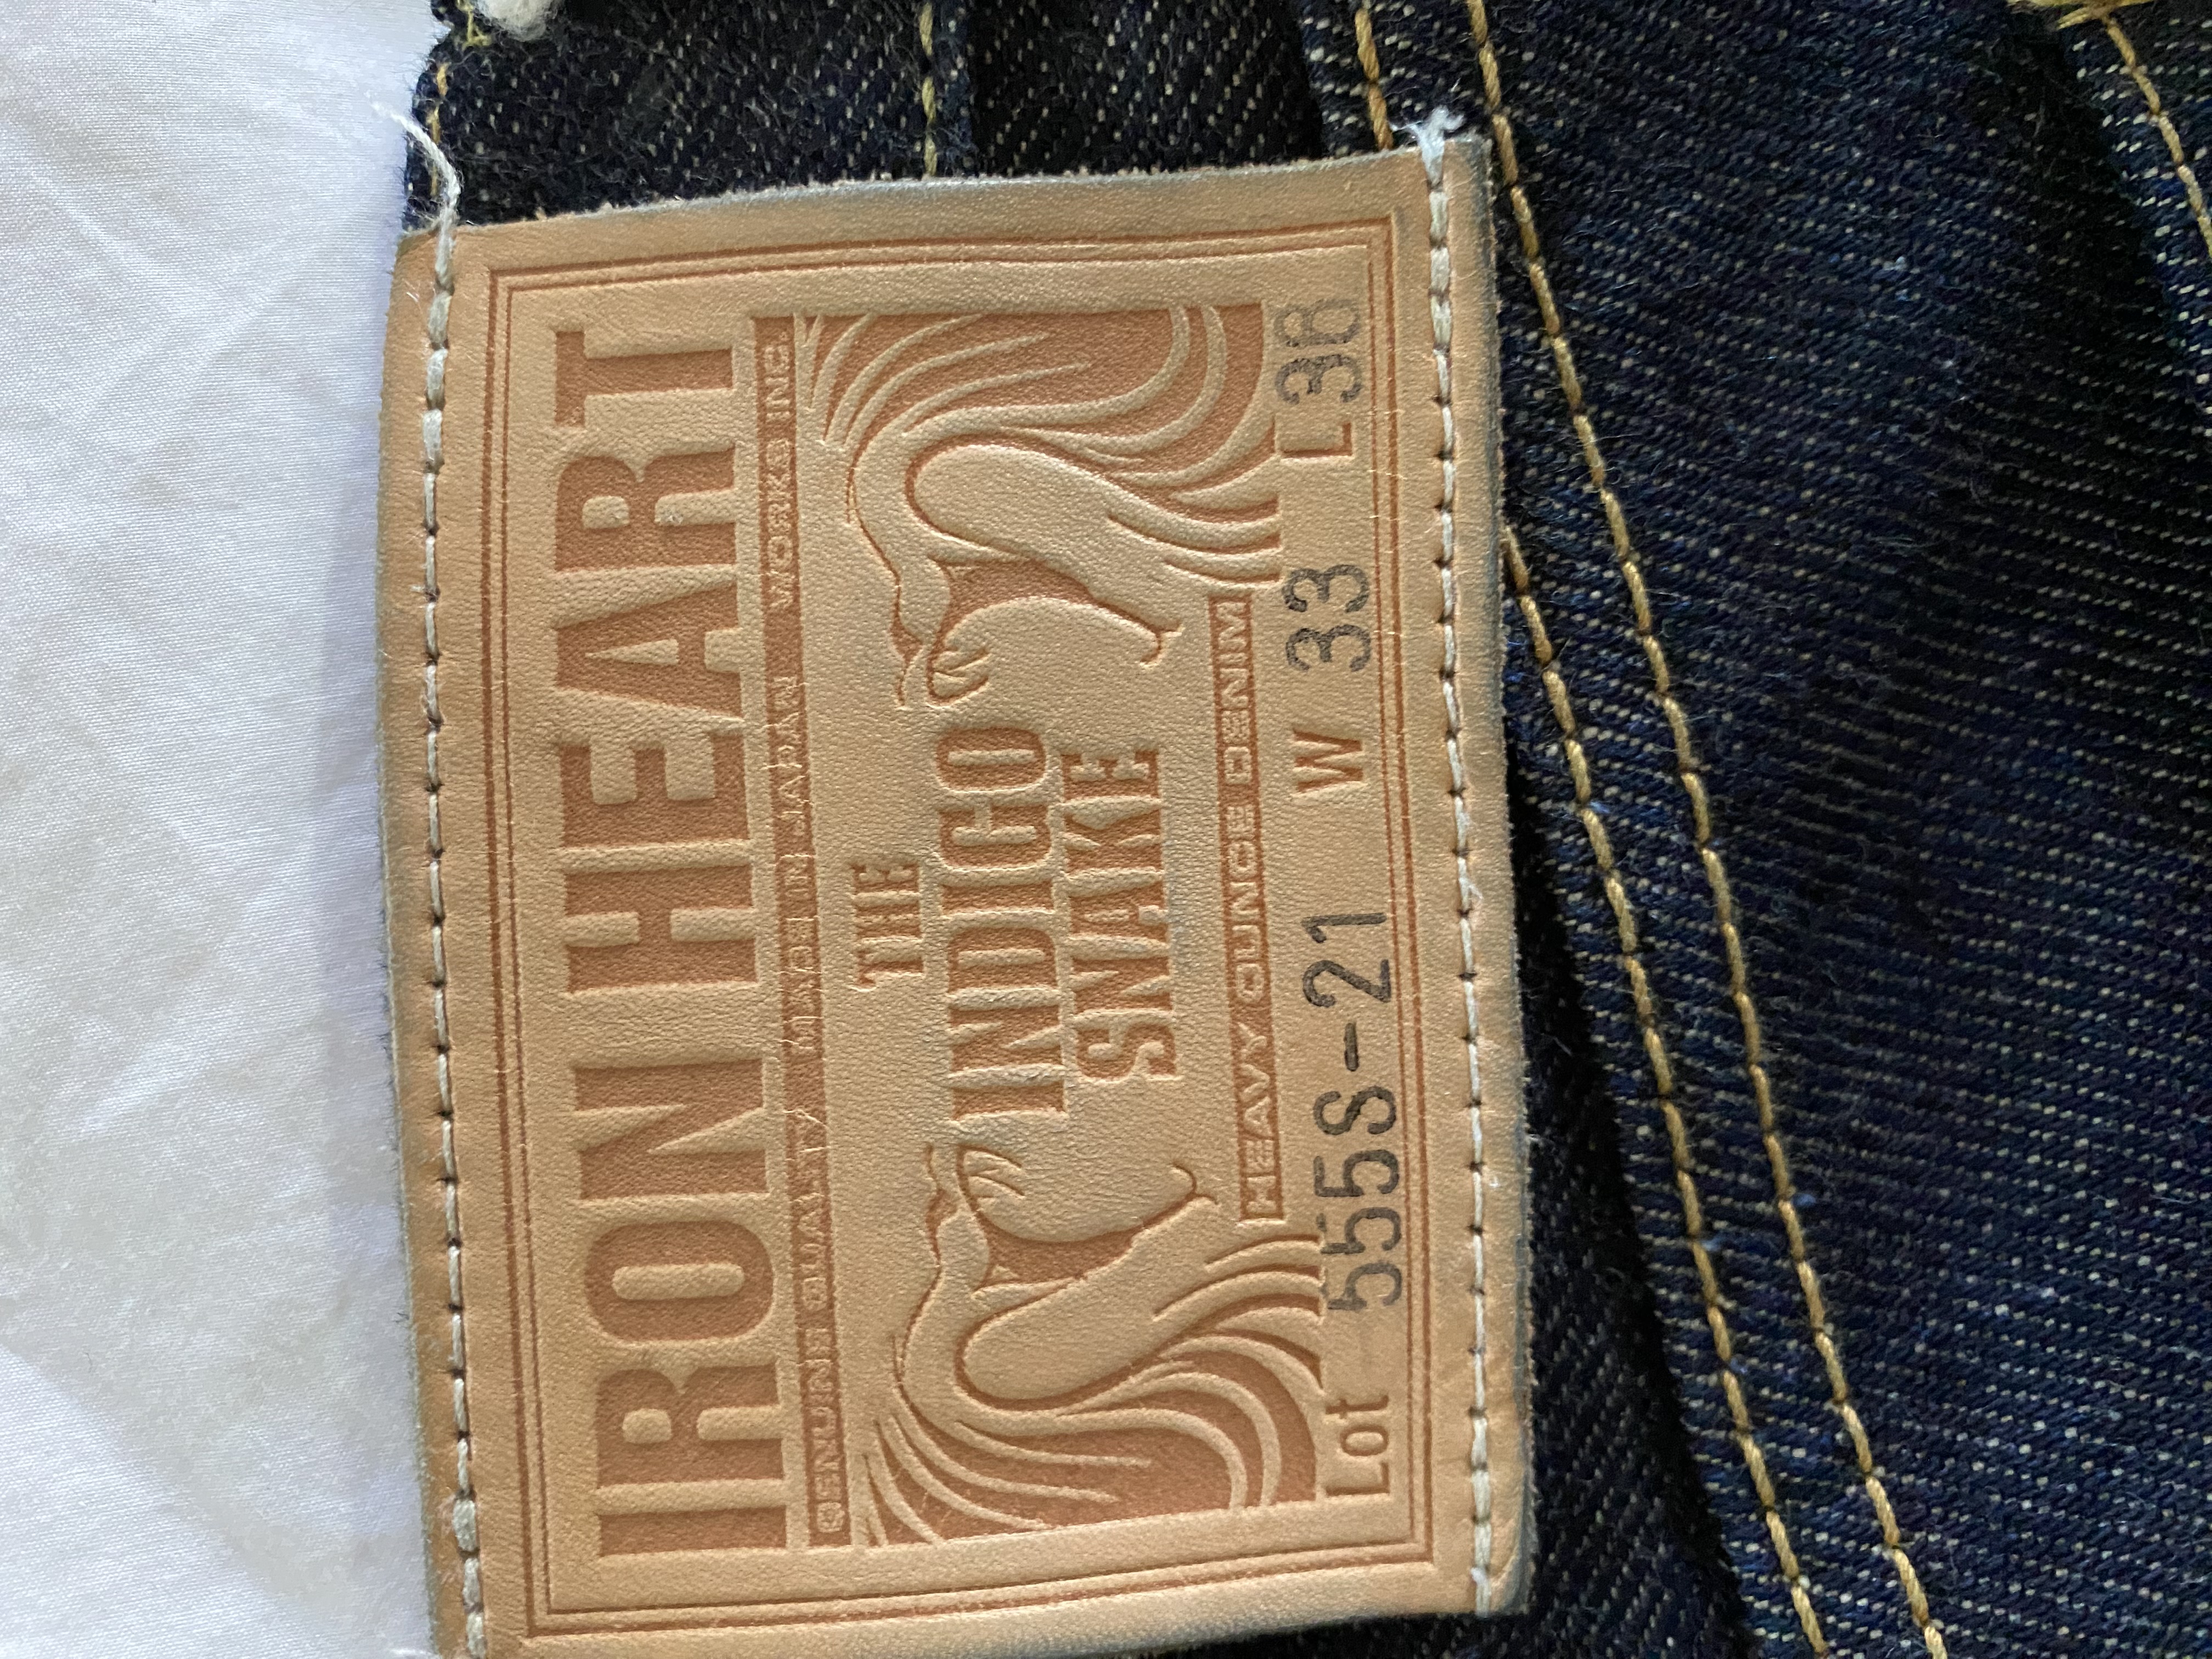 IRON HEART
GENUINE QUALITY MADE IN JAPAN WORKS INC.
THE
INDIGO
SNAKE
HEAVY OUNCE DENIM
Lot 555S-21 W 33 L36